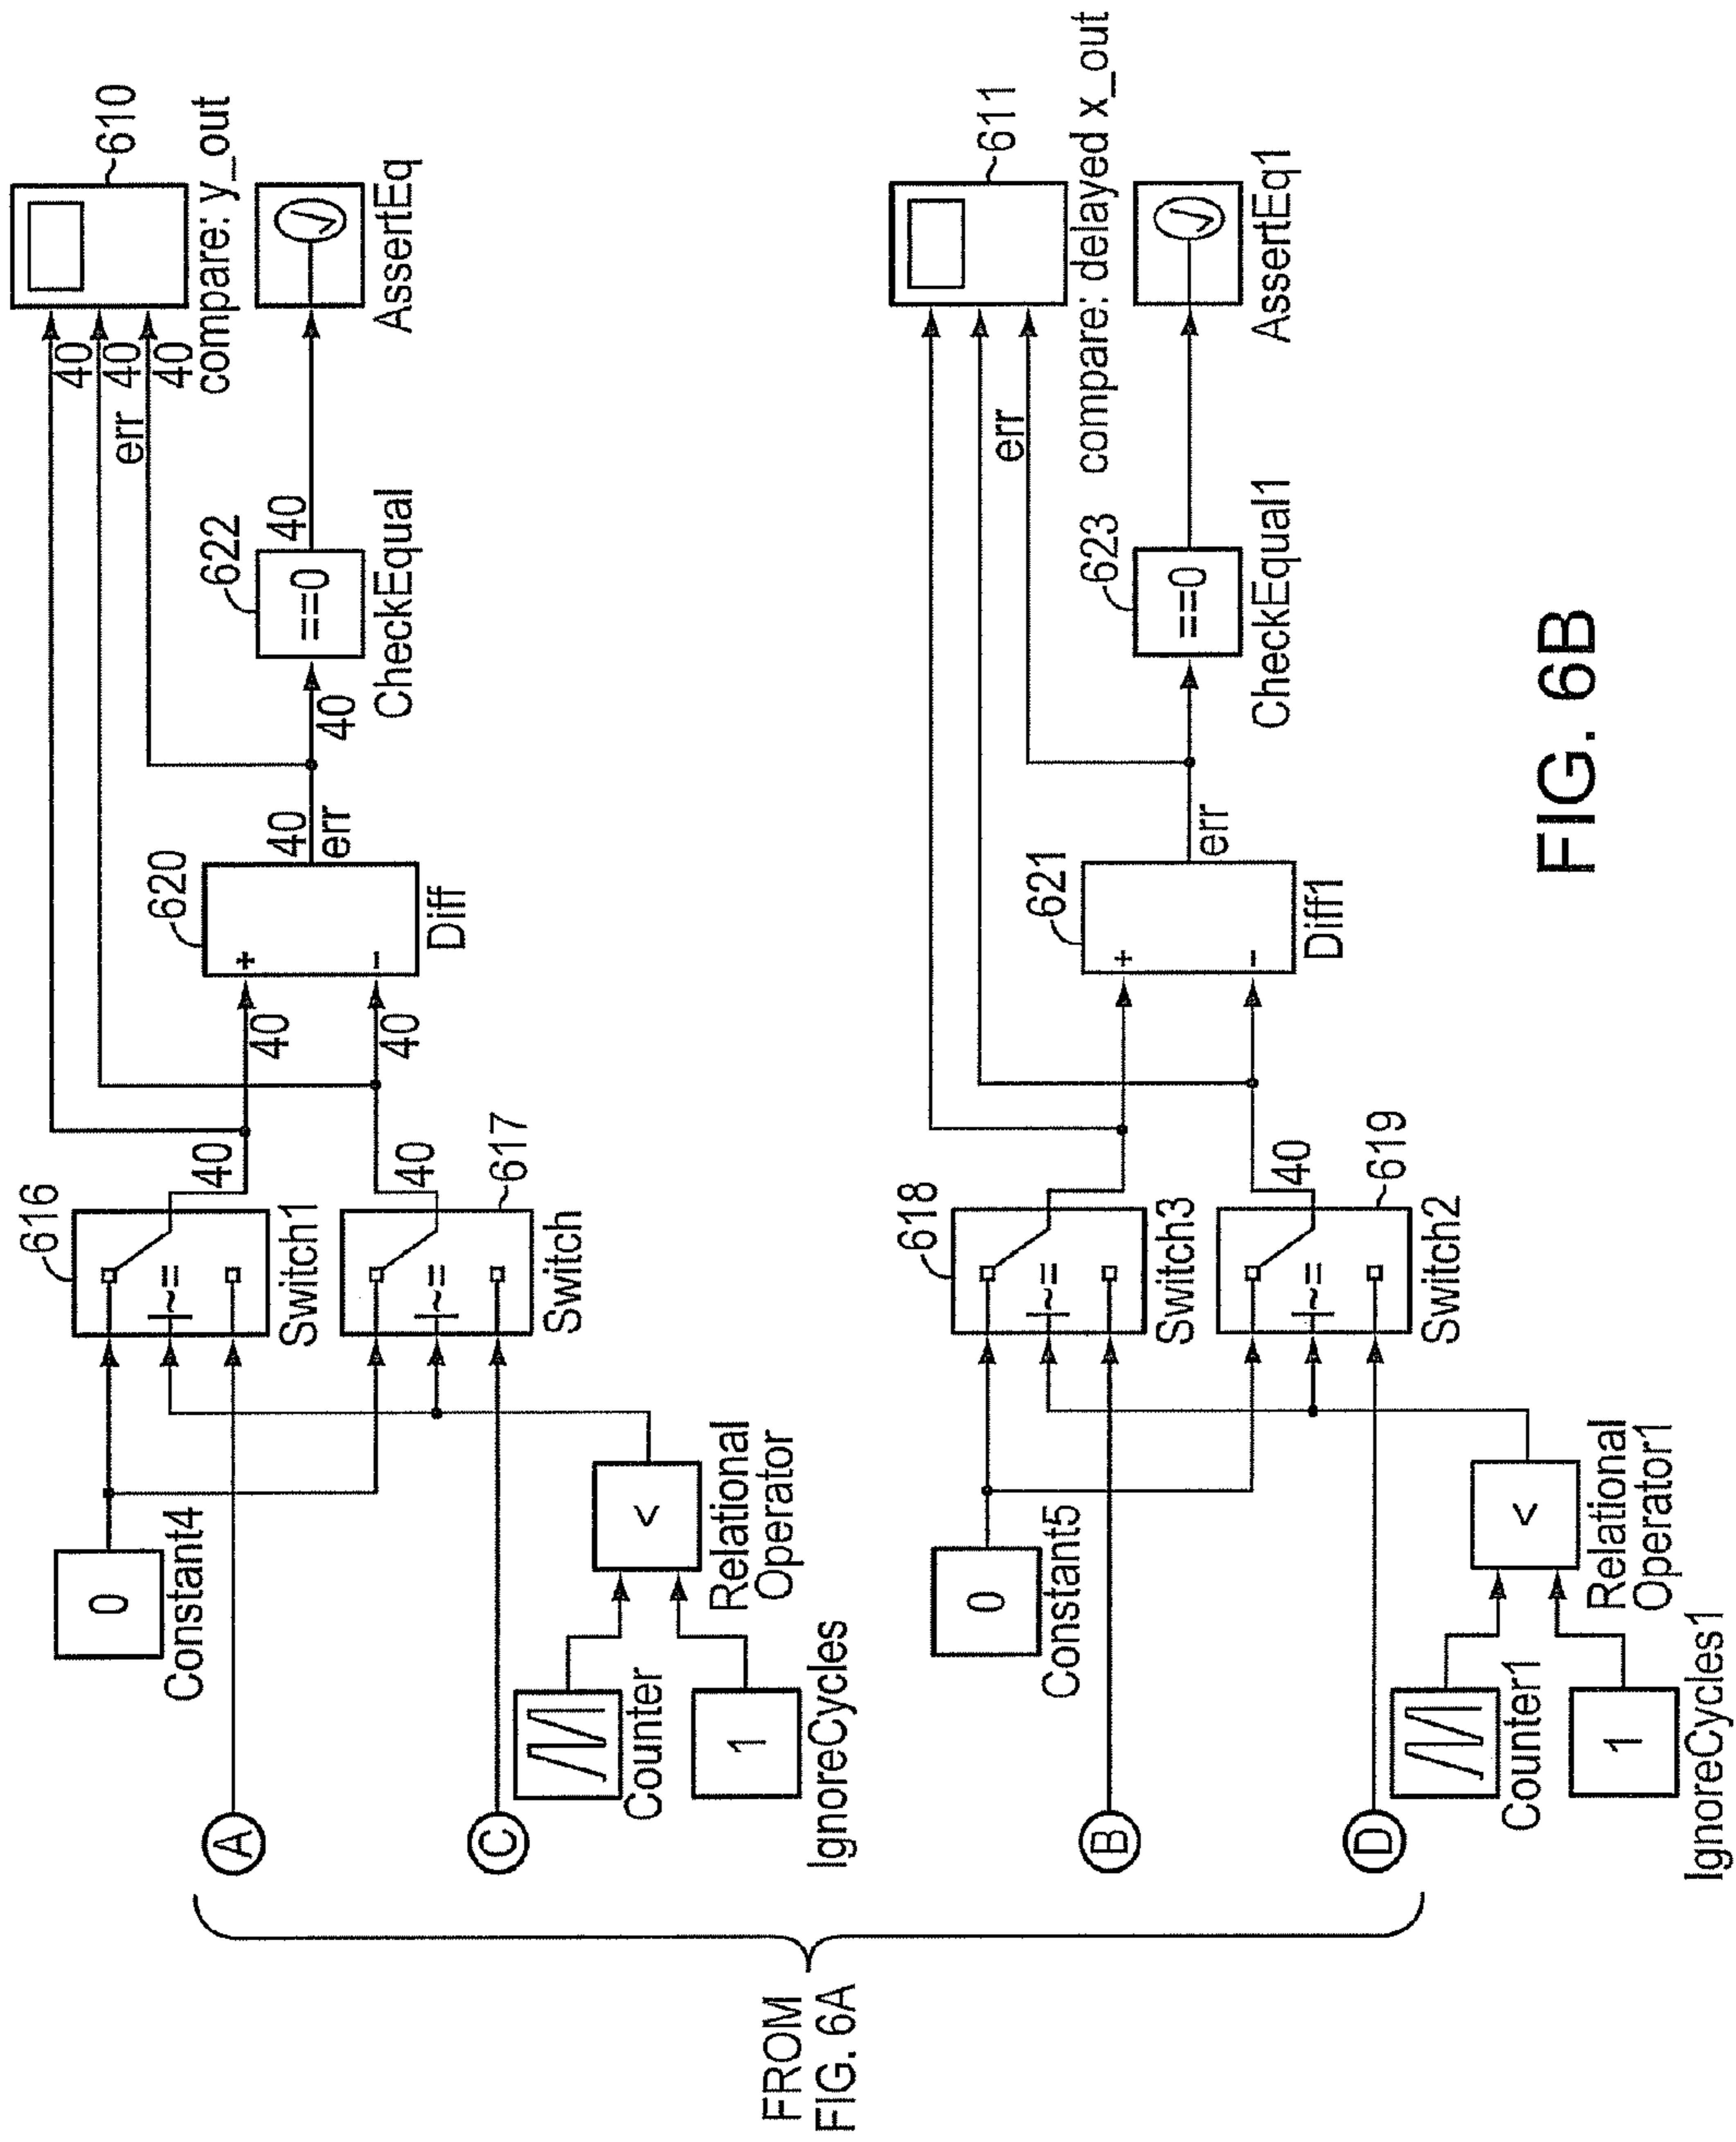 FROM
FIG. 6A
A
C
0
Constant4
Counter
1
IgnoreCycles
<
Relational
Operator
616
~=
Switch1
40
617
~=
Switch
40
40
40
620
+
-
Diff
40
err
40
622
==0
CheckEqual
40
err
40
40
40
610
compare: y_out
AssertEq
B
D
0
Constant5
Counter1
1
IgnoreCycles1
<
Relational
Operator1
618
~=
Switch3
619
~=
Switch2
40
621
+
-
Diff1
err
623
==0
CheckEqual1
err
611
compare: delayed x_out
AssertEq1
FIG. 6B